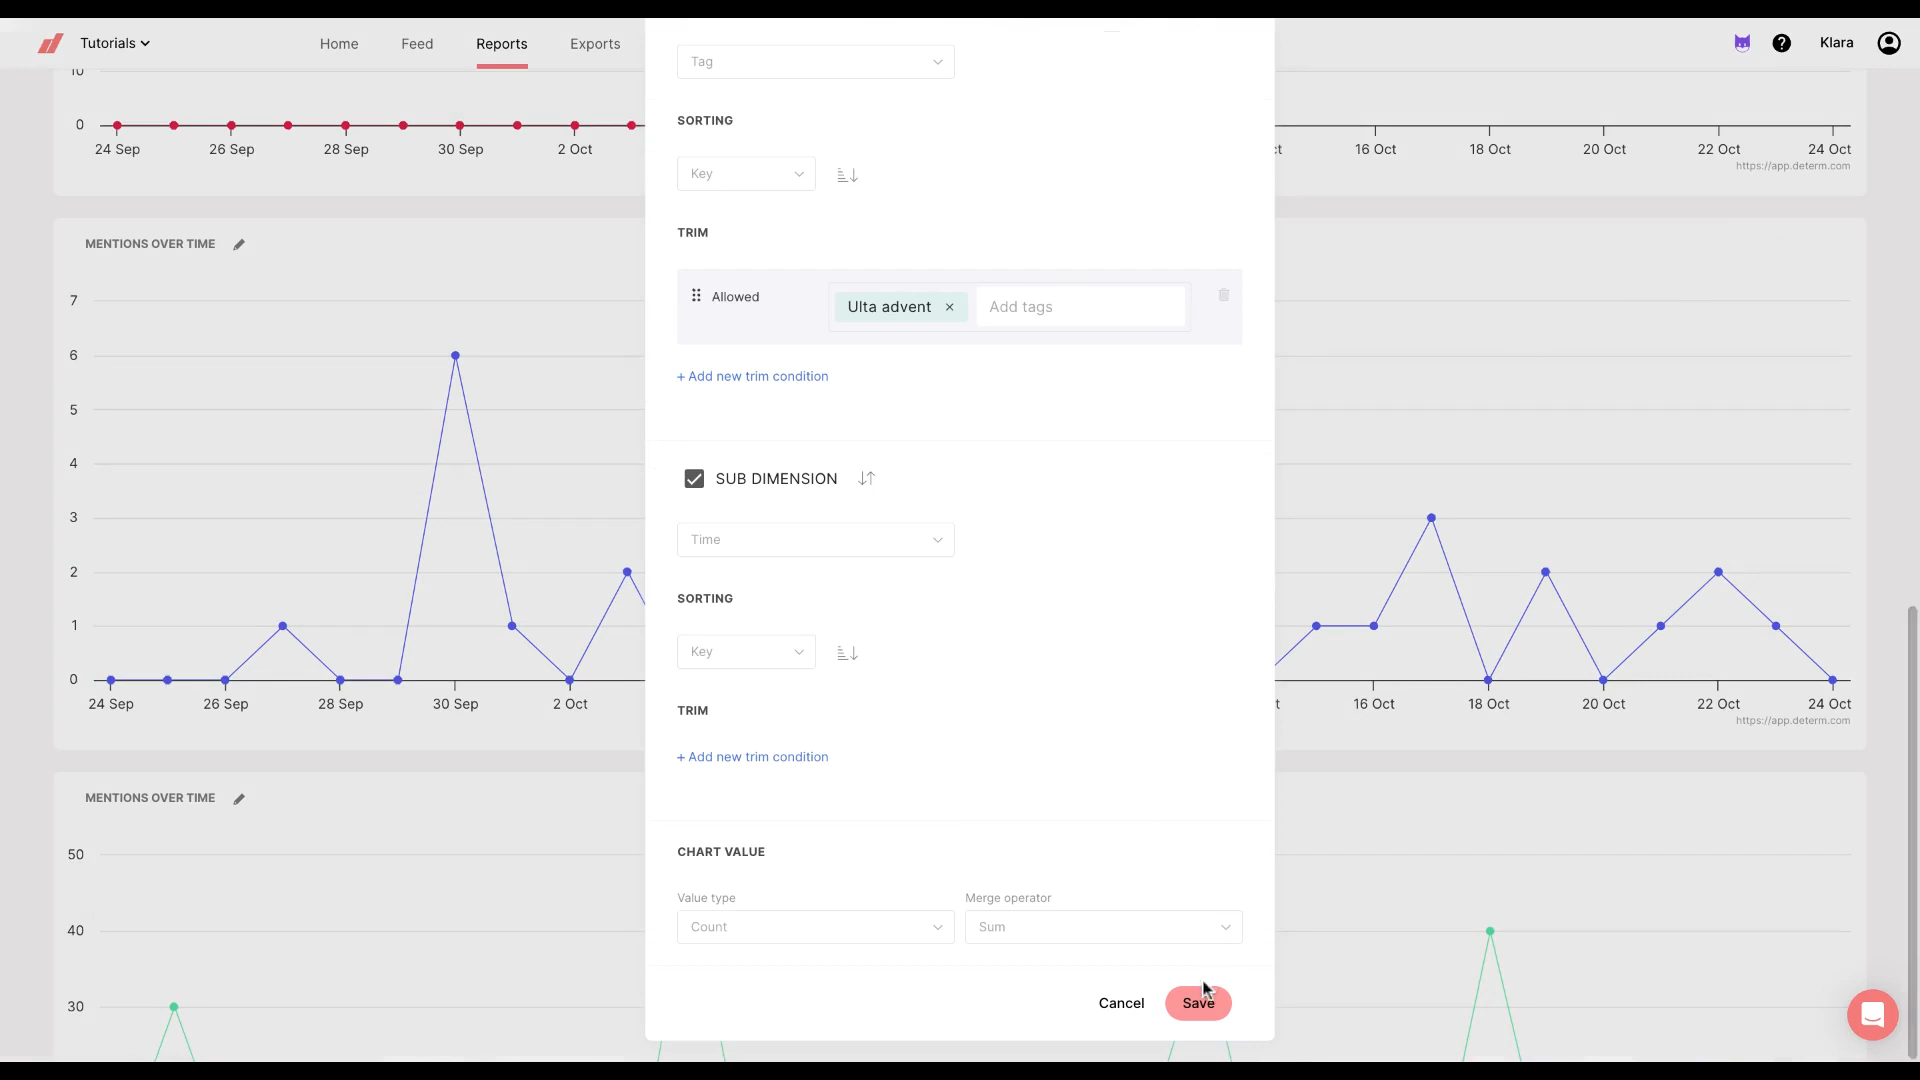 Tutorials
Home
Feed
Reports
Exports
Klara
10
0
24 Sep
26 Sep
28 Sep
30 Sep
2 Oct
16 Oct
18 Oct
20 Oct
22 Oct
24 Oct
https://app.determ.com
Tag
SORTING
Key
TRIM
Allowed
Ulta advent ×
Add tags
+ Add new trim condition
SUB DIMENSION
Time
SORTING
Key
TRIM
+ Add new trim condition
CHART VALUE
Value type
Merge operator
Count
Sum
Cancel
Save
MENTIONS OVER TIME
7
6
5
4
3
2
1
0
24 Sep
26 Sep
28 Sep
30 Sep
2 Oct
16 Oct
18 Oct
20 Oct
22 Oct
24 Oct
https://app.determ.com
MENTIONS OVER TIME
50
40
30